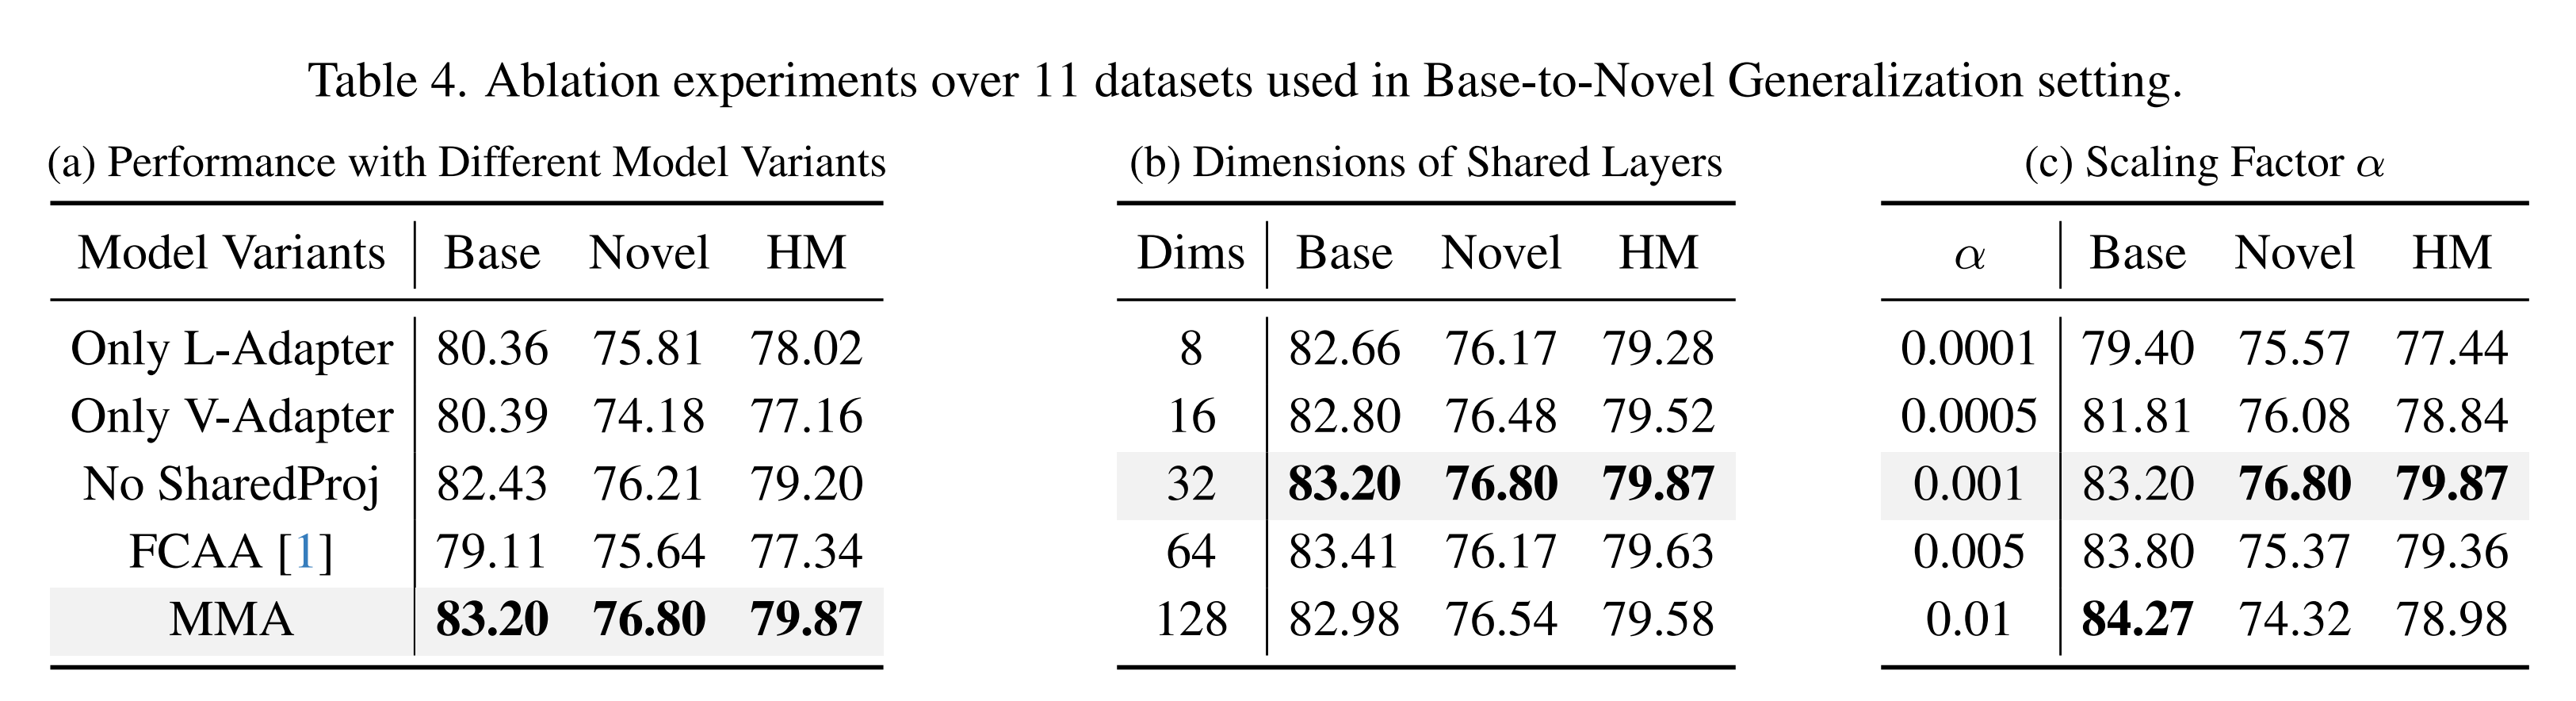 Table 4. Ablation experiments over 11 datasets used in Base-to-Novel Generalization setting.
(a) Performance with Different Model Variants
Model Variants Base Novel HM
Only L-Adapter 80.36 75.81 78.02
Only V-Adapter 80.39 74.18 77.16
No SharedProj 82.43 76.21 79.20
FCAA [1] 79.11 75.64 77.34
MMA 83.20 76.80 79.87
(b) Dimensions of Shared Layers
Dims Base Novel HM
8 82.66 76.17 79.28
16 82.80 76.48 79.52
32 83.20 76.80 79.87
64 83.41 76.17 79.63
128 82.98 76.54 79.58
(c) Scaling Factor α
α Base Novel HM
0.0001 79.40 75.57 77.44
0.0005 81.81 76.08 78.84
0.001 83.20 76.80 79.87
0.005 83.80 75.37 79.36
0.01 84.27 74.32 78.98